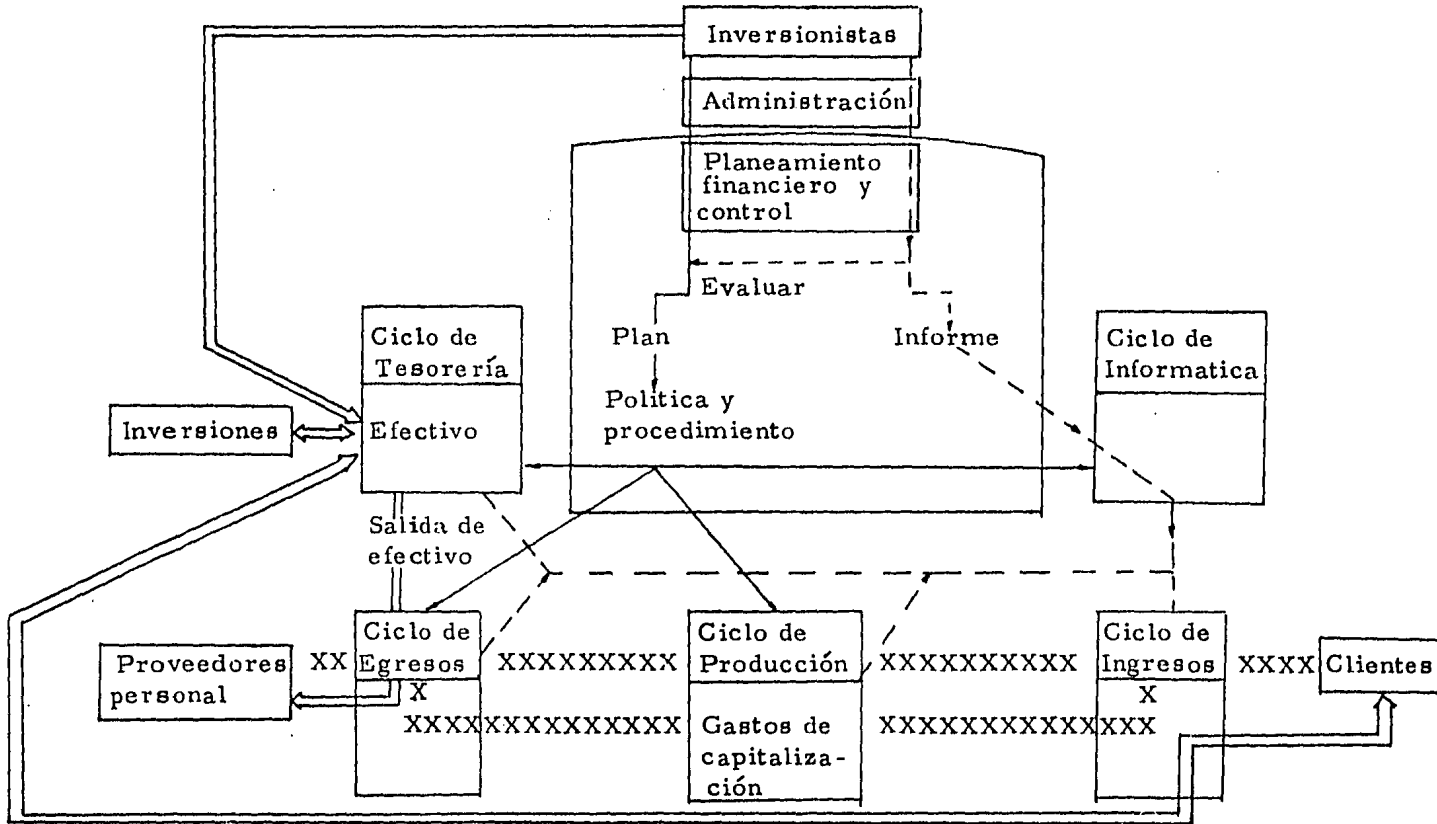 Inversionistas
Administración
Planeamiento
financiero y
control
Evaluar
Plan
Informe
Política y
procedimiento
Ciclo de
Tesorería
Efectivo
Inversiones
Ciclo de
Informatica
Salida de
efectivo
Ciclo de
Egresos
Ciclo de
Producción
Ciclo de
Ingresos
Proveedores
personal
XX
XXXXXXXXX
XXXXXXXXXX
XXXX
Clientes
X
X
XXXXXXXXXXXXXX
Gastos de
capitaliza-
ción
XXXXXXXXXXXXXX